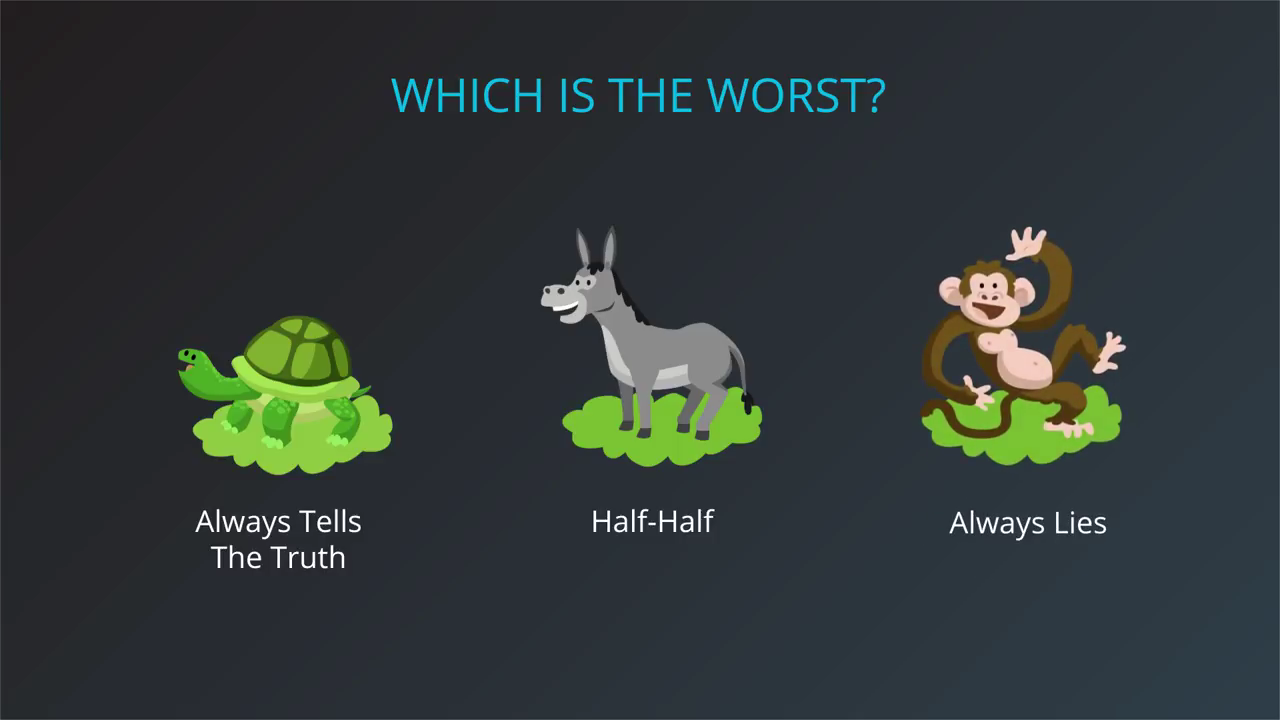 WHICH IS THE WORST?
Always Tells
The Truth
Half-Half
Always Lies